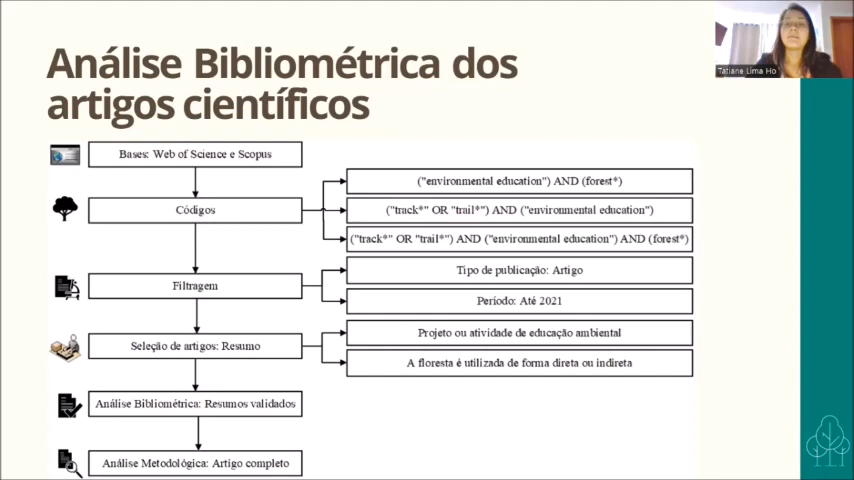 Análise Bibliométrica dos
artigos científicos
Tatiane Lima Ho
Bases: Web of Science e Scopus
Códigos
("environmental education") AND (forest*)
("track*" OR "trail*") AND ("environmental education")
("track*" OR "trail*") AND ("environmental education") AND (forest*)
Filtragem
Tipo de publicação: Artigo
Período: Até 2021
Seleção de artigos: Resumo
Projeto ou atividade de educação ambiental
A floresta é utilizada de forma direta ou indireta
Análise Bibliométrica: Resumos validados
Análise Metodológica: Artigo completo